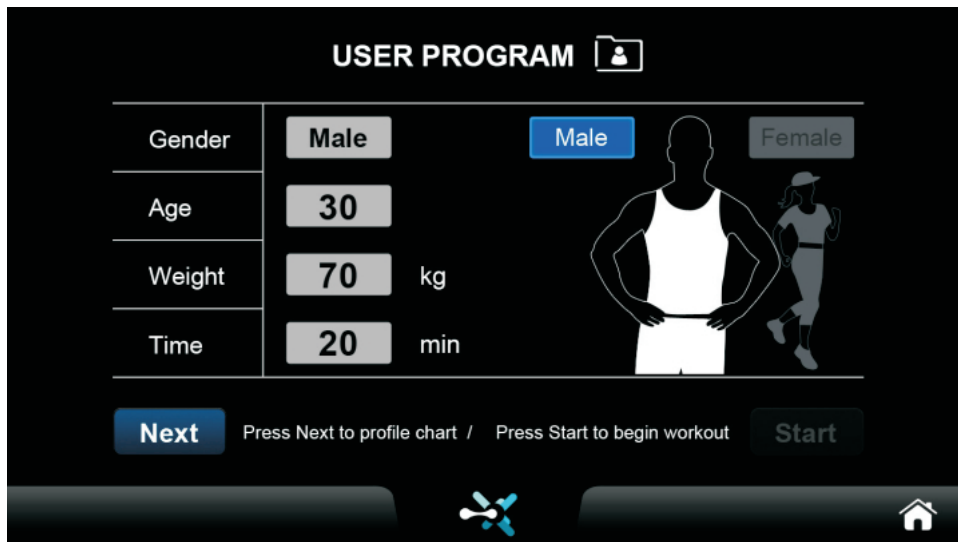 USER PROGRAM
Gender Male Male Female
Age 30
Weight 70 kg
Time 20 min
Next Press Next to profile chart / Press Start to begin workout Start